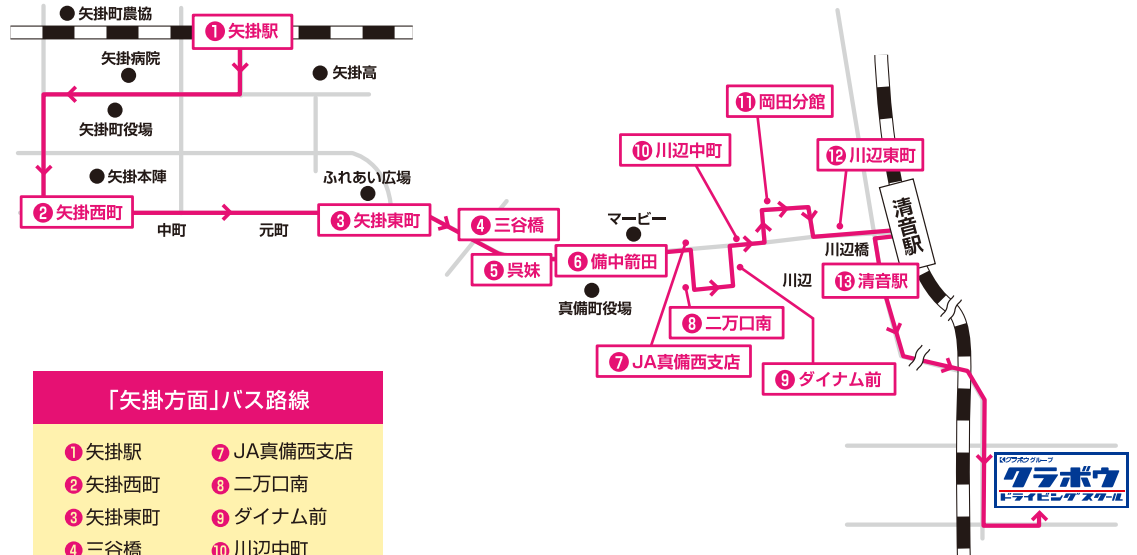 矢掛町農協
❶矢掛駅
矢掛病院
矢掛高
矢掛町役場
矢掛本陣
ふれあい広場
❷矢掛西町
中町
元町
❸矢掛東町
❹三谷橋
❺呉妹
マービー
❻備中箭田
真備町役場
❼JA真備西支店
❽二万口南
❾ダイナム前
❿川辺中町
⓫岡田分館
⓬川辺東町
川辺橋
川辺
清音駅
⓭清音駅
クラボウグループ
クラボウ
ドライビングスクール
「矢掛方面」バス路線
❶矢掛駅
❷矢掛西町
❸矢掛東町
❹三谷橋
❼JA真備西支店
❽二万口南
❾ダイナム前
❿川辺中町